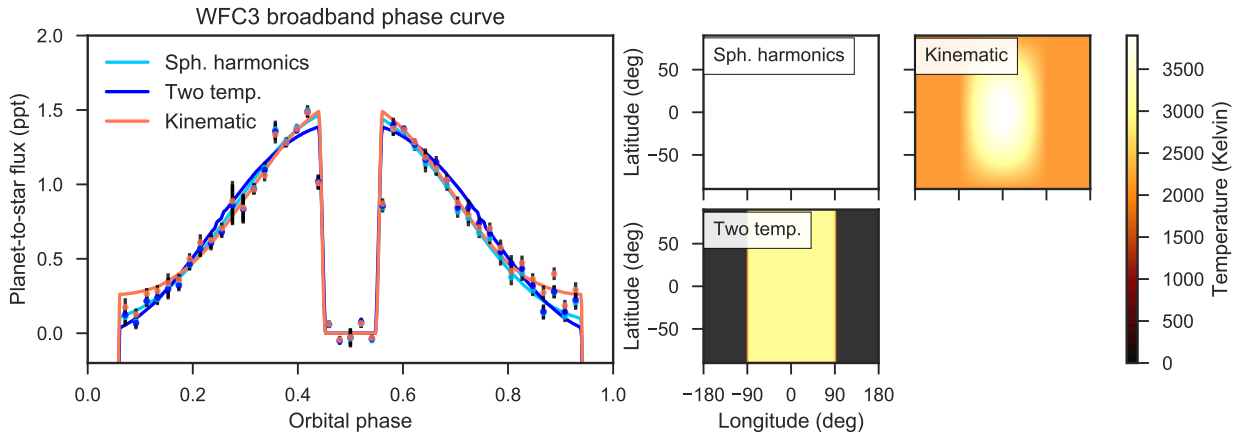 WFC3 broadband phase curve
Planet-to-star flux (ppt)
2.0
1.5
1.0
0.5
0.0
Sph. harmonics
Two temp.
Kinematic
0.0 0.2 0.4 0.6 0.8 1.0
Orbital phase
Latitude (deg)
50
0
−50
Sph. harmonics
Kinematic
Latitude (deg)
50
0
−50
Two temp.
−180 −90 0 90 180
Longitude (deg)
3500
3000
2500
2000
1500
1000
500
0
Temperature (Kelvin)